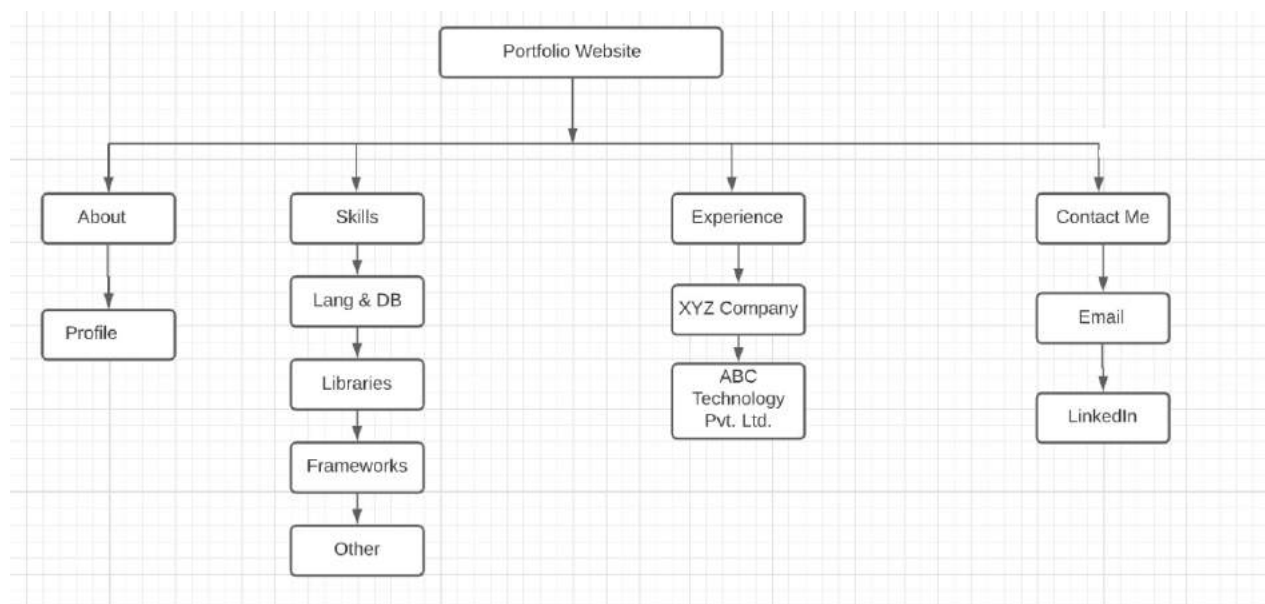 Portfolio Website
About
Skills
Experience
Contact Me
Profile
Lang & DB
Libraries
Frameworks
Other
XYZ Company
ABC
Technology
Pvt. Ltd.
Email
LinkedIn